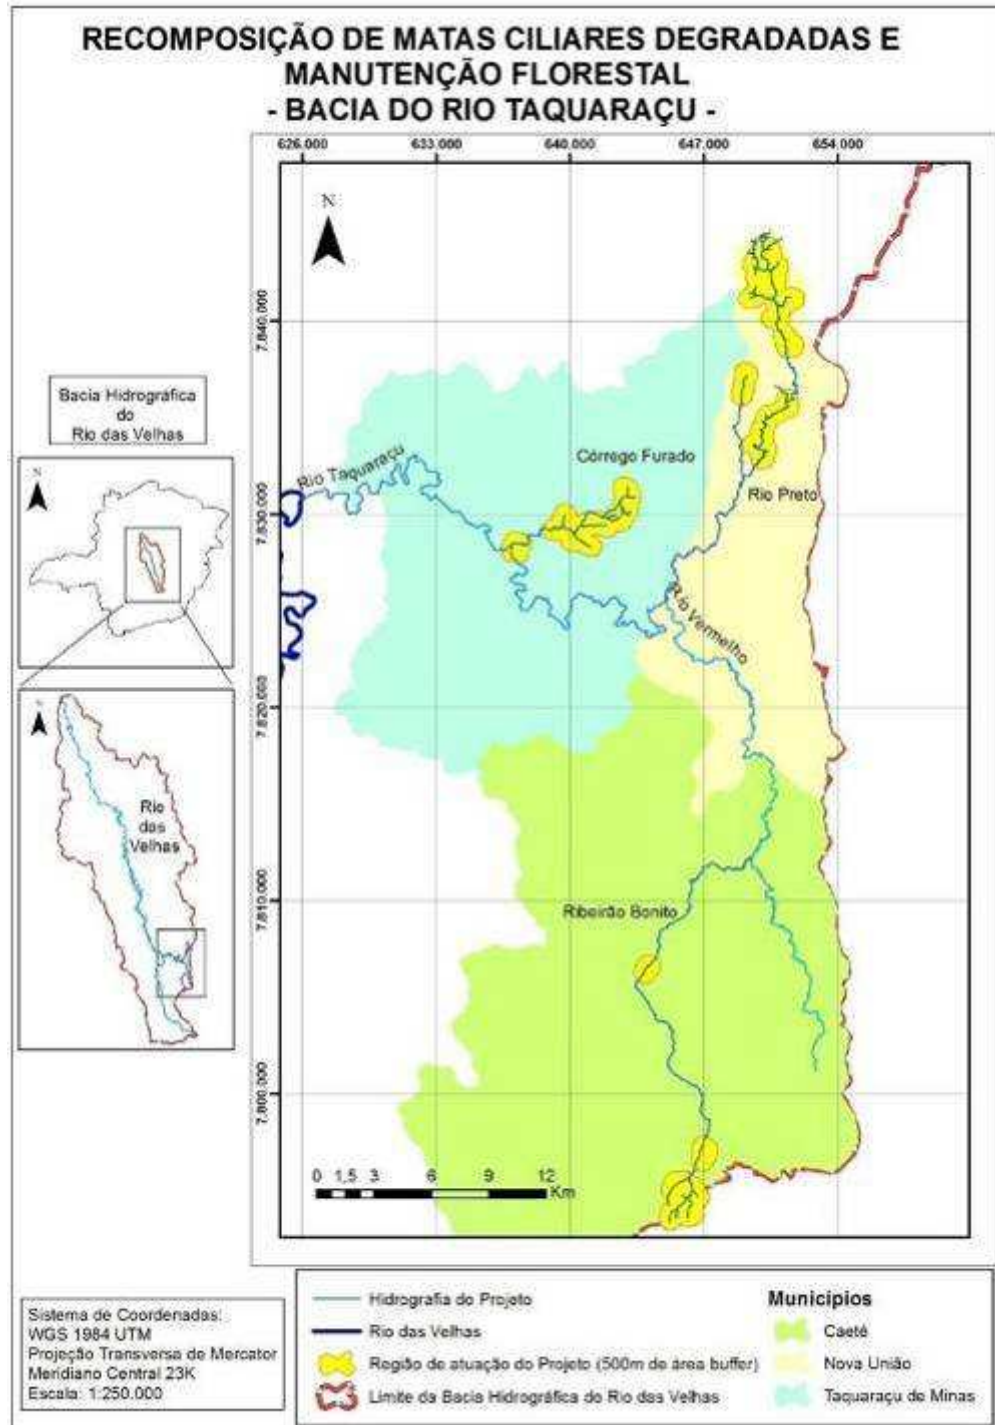 RECOMPOSIÇÃO DE MATAS CILIARES DEGRADADAS E
MANUTENÇÃO FLORESTAL
- BACIA DO RIO TAQUARAÇU -
626.000
633.000
640.000
647.000
654.000
N
7.840.000
7.830.000
7.820.000
7.810.000
7.800.000
Bacia Hidrográfica
do
Rio das Velhas
N
N
Rio
das
Velhas
Rio Taquaraçu
Córrego Furado
Rio Preto
Rio Vermelho
Ribeirão Bonito
0 1,5 3 6 9 12
Km
Sistema de Coordenadas:
WGS 1984 UTM
Projeção Transversa de Mercator
Meridiano Central 23K
Escala: 1:250.000
Hidrografia do Projeto
Rio das Velhas
Região de atuação do Projeto (500m de área buffer)
Limite da Bacia Hidrográfica do Rio das Velhas
Municípios
Caeté
Nova União
Taquaraçu de Minas